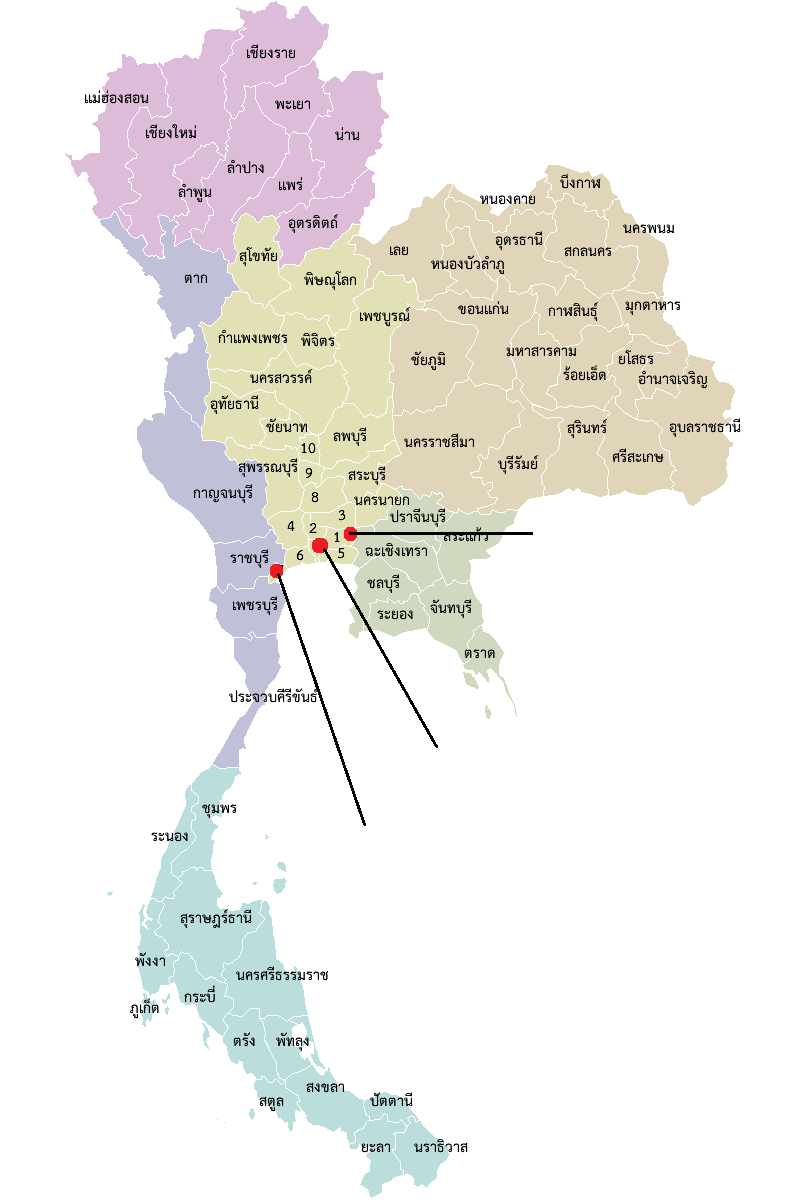 เชียงราย
แม่ฮ่องสอน
พะเยา
เชียงใหม่
น่าน
ลำปาง
แพร่
ลำพูน
บึงกาฬ
หนองคาย
อุตรดิตถ์
นครพนม
อุดรธานี
เลย
สกลนคร
สุโขทัย
หนองบัวลำภู
ตาก
พิษณุโลก
มุกดาหาร
ขอนแก่น
กาฬสินธุ์
เพชรบูรณ์
กำแพงเพชร
พิจิตร
มหาสารคาม
ยโสธร
ชัยภูมิ
ร้อยเอ็ด
อำนาจเจริญ
นครสวรรค์
อุทัยธานี
ชัยนาท
สุรินทร์
อุบลราชธานี
ลพบุรี
นครราชสีมา
10
ศรีสะเกษ
บุรีรัมย์
สุพรรณบุรี
9
สระบุรี
กาญจนบุรี
8
นครนายก
3
ปราจีนบุรี
4
2
1
สระแก้ว
6
5
ฉะเชิงเทรา
ราชบุรี
ชลบุรี
เพชรบุรี
ระยอง
จันทบุรี
ตราด
ประจวบคีรีขันธ์
ชุมพร
ระนอง
สุราษฎร์ธานี
พังงา
นครศรีธรรมราช
กระบี่
ภูเก็ต
ตรัง
พัทลุง
สงขลา
สตูล
ปัตตานี
ยะลา
นราธิวาส